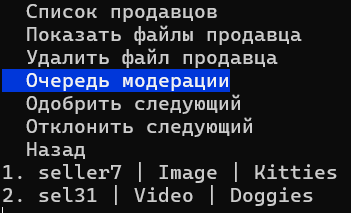 Список продавцов
Показать файлы продавца
Удалить файл продавца
Очередь модерации
Одобрить следующий
Отклонить следующий
Назад
1. seller7 | Image | Kitties
2. sel31 | Video | Doggies